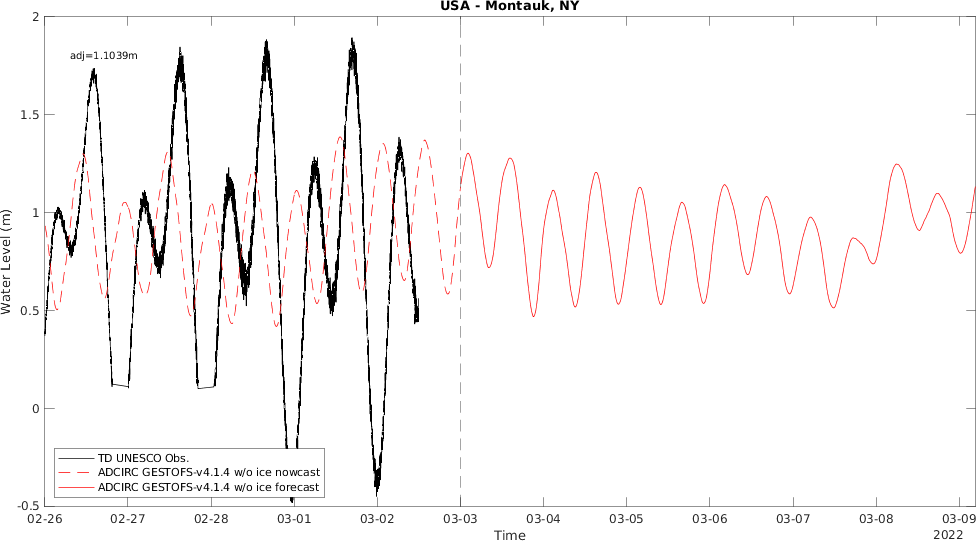 USA - Montauk, NY
adj=1.1039m
2
1.5
1
0.5
0
-0.5
Water Level (m)
TD UNESCO Obs.
ADCIRC GESTOFS-v4.1.4 w/o ice nowcast
ADCIRC GESTOFS-v4.1.4 w/o ice forecast
02-26 02-27 02-28 03-01 03-02 03-03 03-04 03-05 03-06 03-07 03-08 03-09
Time 2022